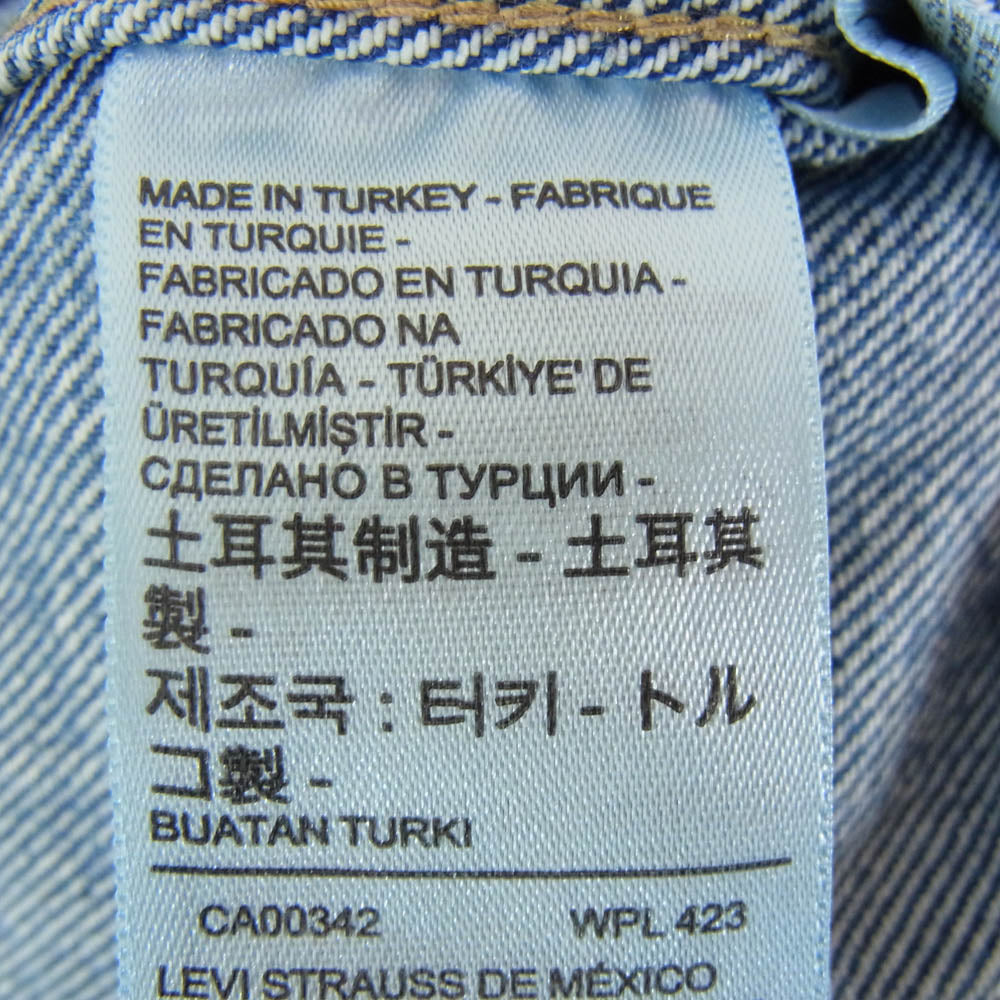 MADE IN TURKEY - FABRIQUE
EN TURQUIE -
FABRICADO EN TURQUIA -
FABRICADO NA
TURQUÍA - TÜRKİYE' DE
ÜRETİLMİŞTİR -
СДЕЛАНО В ТУРЦИИ -
土耳其制造 - 土耳其
製 -
제조국 : 터키 - トル
コ製 -
BUATAN TURKI
CA00342 WPL 423
LEVI STRAUSS DE MÉXICO